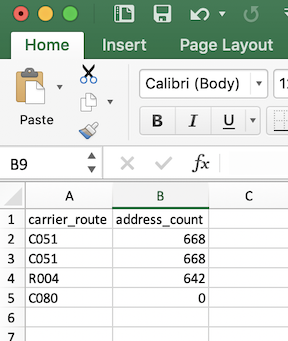 Home Insert Page Layout
Paste
Calibri (Body)
B I U
B9
fx
A B C
1 carrier_route address_count
2 C051 668
3 C051 668
4 R004 642
5 C080 0
6
7